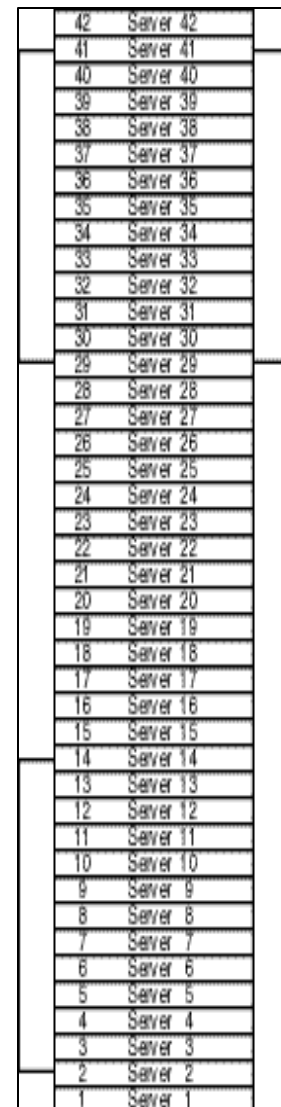 42 Server 42
41 Server 41
40 Server 40
39 Server 39
38 Server 38
37 Server 37
36 Server 36
35 Server 35
34 Server 34
33 Server 33
32 Server 32
31 Server 31
30 Server 30
29 Server 29
28 Server 28
27 Server 27
26 Server 26
25 Server 25
24 Server 24
23 Server 23
22 Server 22
21 Server 21
20 Server 20
19 Server 19
18 Server 18
17 Server 17
16 Server 16
15 Server 15
14 Server 14
13 Server 13
12 Server 12
11 Server 11
10 Server 10
9 Server 9
8 Server 8
7 Server 7
6 Server 6
5 Server 5
4 Server 4
3 Server 3
2 Server 2
1 Server 1